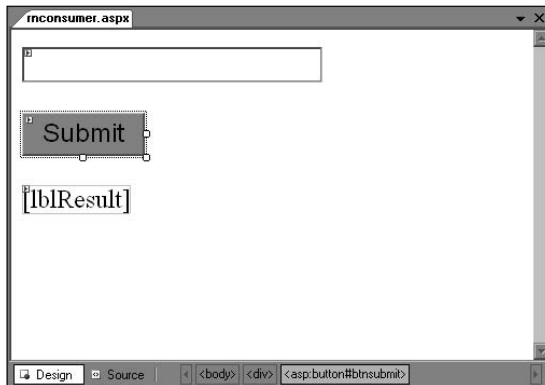 rnconsumer.aspx
Submit
[lblResult]
Design Source <body> <div> <asp:button#btnsubmit>